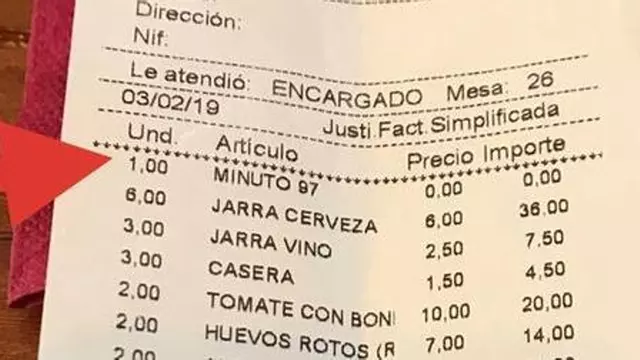 Dirección:
Nif:
Le atendió: ENCARGADO Mesa: 26
03/02/19 Justi.Fact.Simplificada
Und. Artículo Precio Importe
1,00 MINUTO 97 0,00 0,00
6,00 JARRA CERVEZA 6,00 36.00
3,00 JARRA VINO 2,50 7.50
3,00 CASERA 1,50 4,50
2,00 TOMATE CON BONI 10,00 20,00
2,00 HUEVOS ROTOS (R 7,00 14,00
2,00